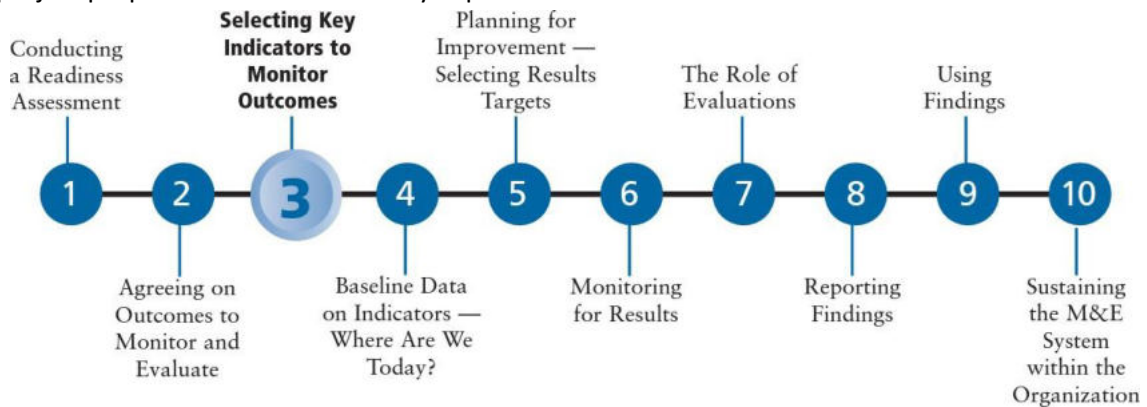 Selecting Key
Indicators to
Monitor
Outcomes
Conducting
a Readiness
Assessment
Planning for
Improvement —
Selecting Results
Targets
The Role of
Evaluations
Using
Findings
1
2
3
4
5
6
7
8
9
10
Agreeing on
Outcomes to
Monitor and
Evaluate
Baseline Data
on Indicators —
Where Are We
Today?
Monitoring
for Results
Reporting
Findings
Sustaining
the M&E
System
within the
Organization